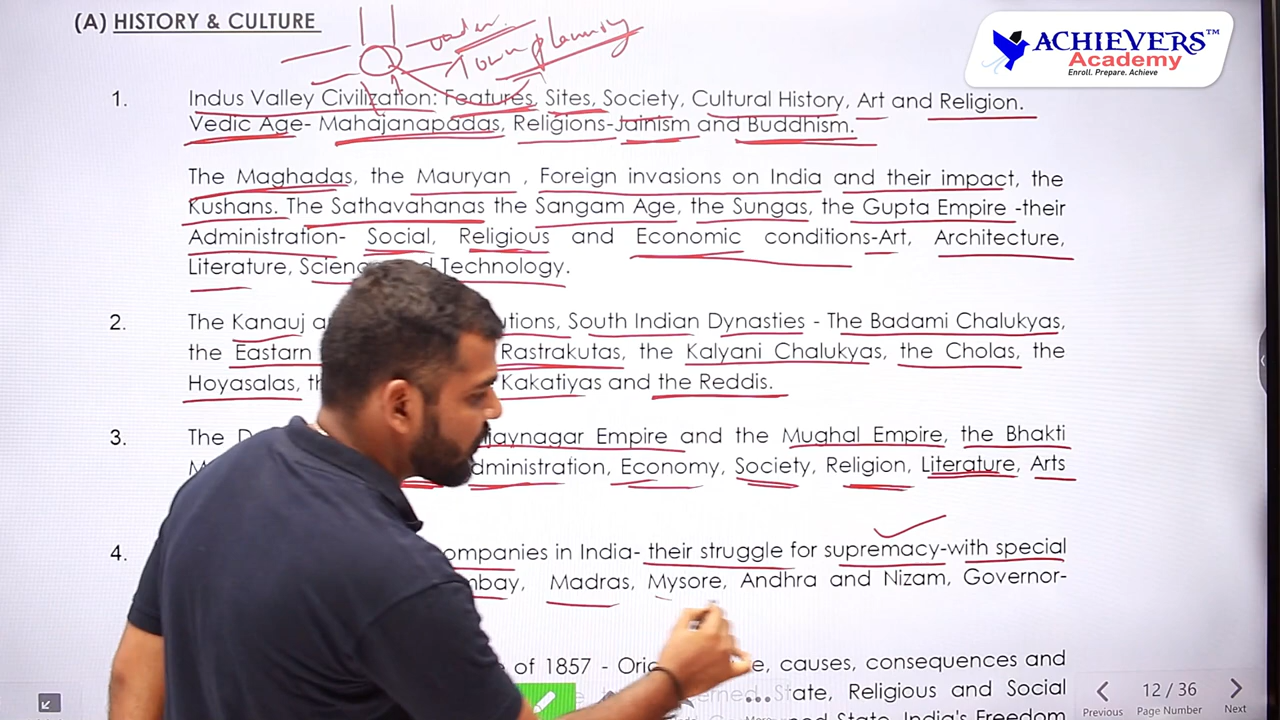 (A) HISTORY & CULTURE
Town planning
ACHIEVERS™
Academy
Enroll. Prepare. Achieve
1. Indus Valley Civilization: Features, Sites, Society, Cultural History, Art and Religion.
Vedic Age- Mahajanapadas, Religions-Jainism and Buddhism.
The Maghadas, the Mauryan , Foreign invasions on India and their impact, the
Kushans. The Sathavahanas the Sangam Age, the Sungas, the Gupta Empire -their
Administration- Social, Religious and Economic conditions-Art, Architecture,
Literature, Technology.
2. The Kanauj South Indian Dynasties - The Badami Chalukyas,
the Eastarn Rastrakutas, the Kalyani Chalukyas, the Cholas, the
Hoyasalas, Kakatiyas and the Reddis.
3. The Empire and the Mughal Empire, the Bhakti
Economy, Society, Religion, Literature, Arts
4. in India- their struggle for supremacy-with special
Madras, Mysore, Andhra and Nizam, Governor-
of 1857 - causes, consequences and
State, Religious and Social
State, India's Freedom
12 / 36
Previous Page Number Next